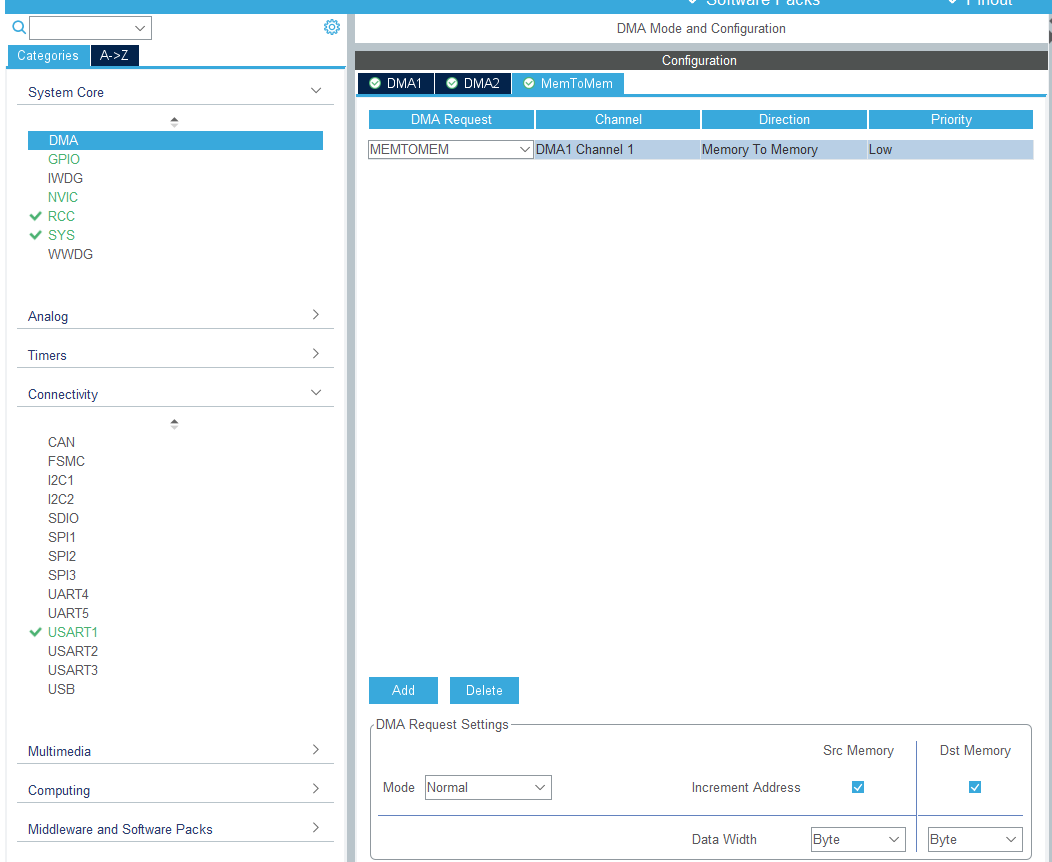 Software Packs
Pinout
DMA Mode and Configuration
Categories
A->Z
Configuration
System Core
DMA1
DMA2
MemToMem
DMA Request
Channel
Direction
Priority
MEMTOMEM
DMA1 Channel 1
Memory To Memory
Low
DMA
GPIO
IWDG
NVIC
RCC
SYS
WWDG
Analog
Timers
Connectivity
CAN
FSMC
I2C1
I2C2
SDIO
SPI1
SPI2
SPI3
UART4
UART5
USART1
USART2
USART3
USB
Multimedia
Computing
Middleware and Software Packs
Add
Delete
DMA Request Settings
Src Memory
Dst Memory
Mode
Normal
Increment Address
Data Width
Byte
Byte